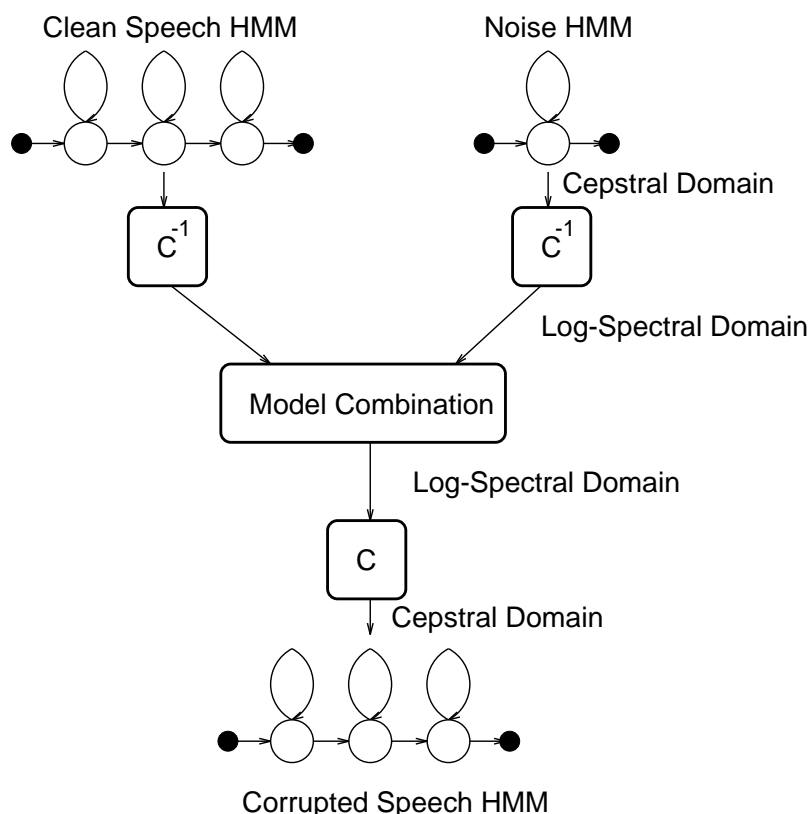 Clean Speech HMM
Noise HMM
Cepstral Domain
C-1
C-1
Log-Spectral Domain
Model Combination
Log-Spectral Domain
C
Cepstral Domain
Corrupted Speech HMM